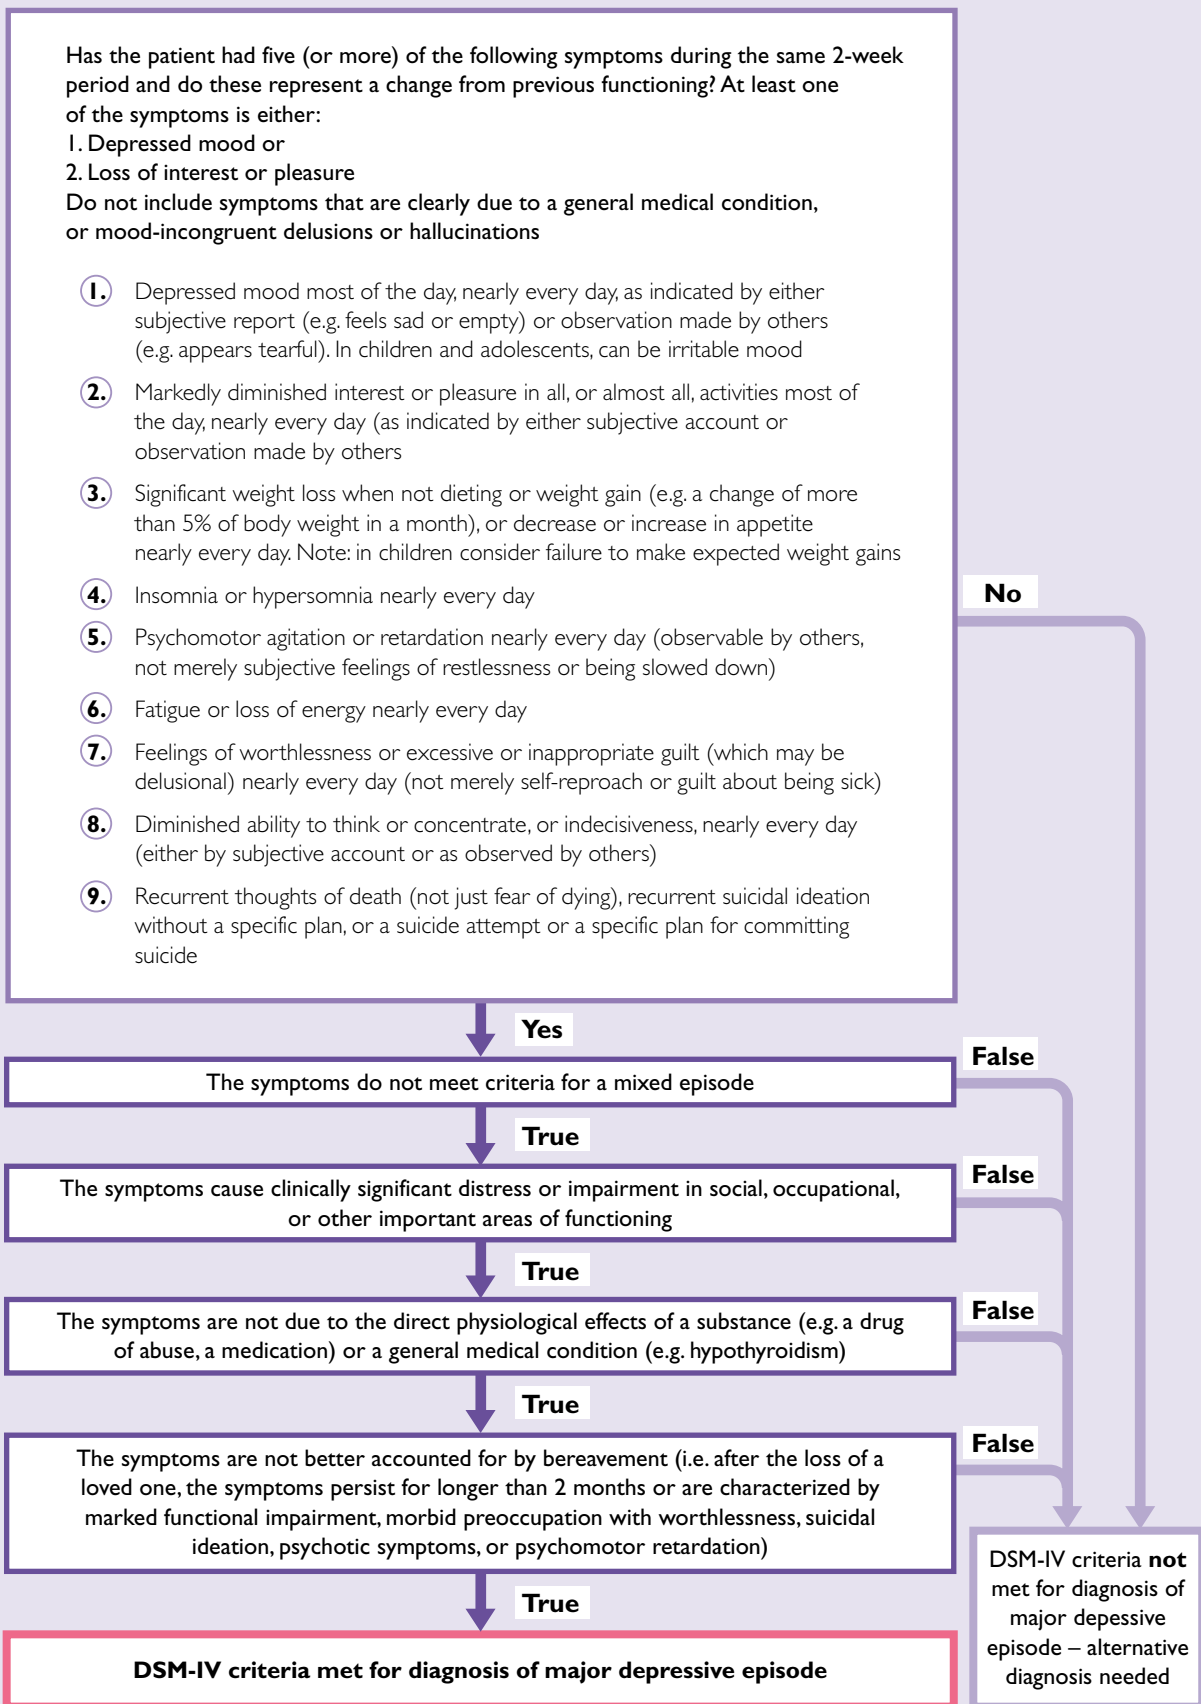 Has the patient had five (or more) of the following symptoms during the same 2-week
period and do these represent a change from previous functioning? At least one
of the symptoms is either:
1. Depressed mood or
2. Loss of interest or pleasure
Do not include symptoms that are clearly due to a general medical condition,
or mood-incongruent delusions or hallucinations
1. Depressed mood most of the day, nearly every day, as indicated by either
subjective report (e.g. feels sad or empty) or observation made by others
(e.g. appears tearful). In children and adolescents, can be irritable mood
2. Markedly diminished interest or pleasure in all, or almost all, activities most of
the day, nearly every day (as indicated by either subjective account or
observation made by others
3. Significant weight loss when not dieting or weight gain (e.g. a change of more
than 5% of body weight in a month), or decrease or increase in appetite
nearly every day. Note: in children consider failure to make expected weight gains
4. Insomnia or hypersomnia nearly every day
5. Psychomotor agitation or retardation nearly every day (observable by others,
not merely subjective feelings of restlessness or being slowed down)
6. Fatigue or loss of energy nearly every day
7. Feelings of worthlessness or excessive or inappropriate guilt (which may be
delusional) nearly every day (not merely self-reproach or guilt about being sick)
8. Diminished ability to think or concentrate, or indecisiveness, nearly every day
(either by subjective account or as observed by others)
9. Recurrent thoughts of death (not just fear of dying), recurrent suicidal ideation
without a specific plan, or a suicide attempt or a specific plan for committing
suicide
No
Yes
The symptoms do not meet criteria for a mixed episode
False
True
The symptoms cause clinically significant distress or impairment in social, occupational,
or other important areas of functioning
False
True
The symptoms are not due to the direct physiological effects of a substance (e.g. a drug
of abuse, a medication) or a general medical condition (e.g. hypothyroidism)
False
True
The symptoms are not better accounted for by bereavement (i.e. after the loss of a
loved one, the symptoms persist for longer than 2 months or are characterized by
marked functional impairment, morbid preoccupation with worthlessness, suicidal
ideation, psychotic symptoms, or psychomotor retardation)
False
True
DSM-IV criteria met for diagnosis of major depressive episode
DSM-IV criteria not
met for diagnosis of
major depessive
episode – alternative
diagnosis needed